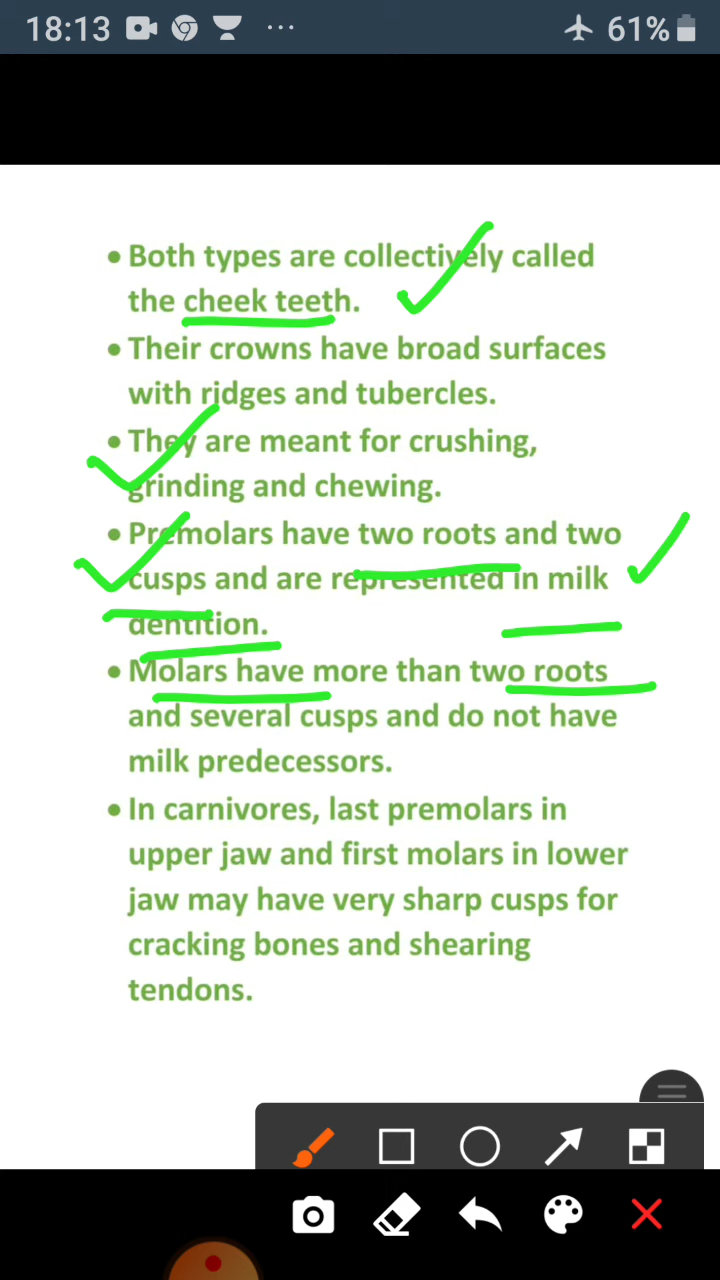 18:13 ... 61%
• Both types are collectively called
the cheek teeth.
• Their crowns have broad surfaces
with ridges and tubercles.
• They are meant for crushing,
grinding and chewing.
• Premolars have two roots and two
cusps and are represented in milk
dentition.
• Molars have more than two roots
and several cusps and do not have
milk predecessors.
• In carnivores, last premolars in
upper jaw and first molars in lower
jaw may have very sharp cusps for
cracking bones and shearing
tendons.